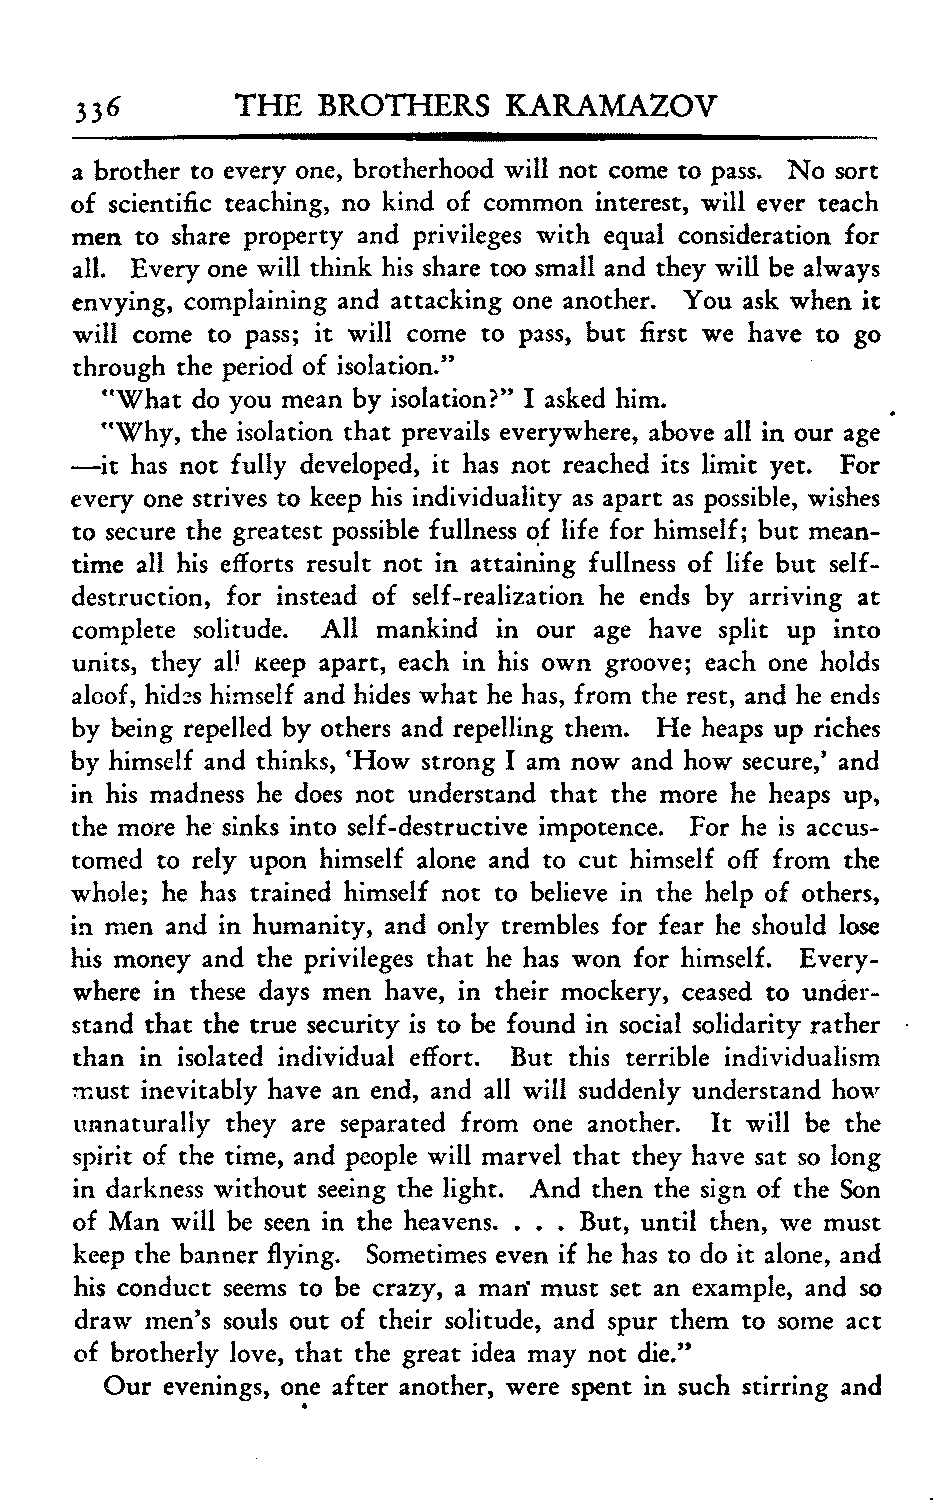 336 THE BROTHERS KARAMAZOV
a brother to every one, brotherhood will not come to pass. No sort
of scientific teaching, no kind of common interest, will ever teach
men to share property and privileges with equal consideration for
all. Every one will think his share too small and they will be always
envying, complaining and attacking one another. You ask when it
will come to pass; it will come to pass, but first we have to go
through the period of isolation."
"What do you mean by isolation?" I asked him.
"Why, the isolation that prevails everywhere, above all in our age
—it has not fully developed, it has not reached its limit yet. For
every one strives to keep his individuality as apart as possible, wishes
to secure the greatest possible fullness of life for himself; but mean-
time all his efforts result not in attaining fullness of life but self-
destruction, for instead of self-realization he ends by arriving at
complete solitude. All mankind in our age have split up into
units, they all keep apart, each in his own groove; each one holds
aloof, hides himself and hides what he has, from the rest, and he ends
by being repelled by others and repelling them. He heaps up riches
by himself and thinks, 'How strong I am now and how secure,' and
in his madness he does not understand that the more he heaps up,
the more he sinks into self-destructive impotence. For he is accus-
tomed to rely upon himself alone and to cut himself off from the
whole; he has trained himself not to believe in the help of others,
in men and in humanity, and only trembles for fear he should lose
his money and the privileges that he has won for himself. Every-
where in these days men have, in their mockery, ceased to under-
stand that the true security is to be found in social solidarity rather
than in isolated individual effort. But this terrible individualism
must inevitably have an end, and all will suddenly understand how
unnaturally they are separated from one another. It will be the
spirit of the time, and people will marvel that they have sat so long
in darkness without seeing the light. And then the sign of the Son
of Man will be seen in the heavens. . . . But, until then, we must
keep the banner flying. Sometimes even if he has to do it alone, and
his conduct seems to be crazy, a man must set an example, and so
draw men's souls out of their solitude, and spur them to some act
of brotherly love, that the great idea may not die."
Our evenings, one after another, were spent in such stirring and